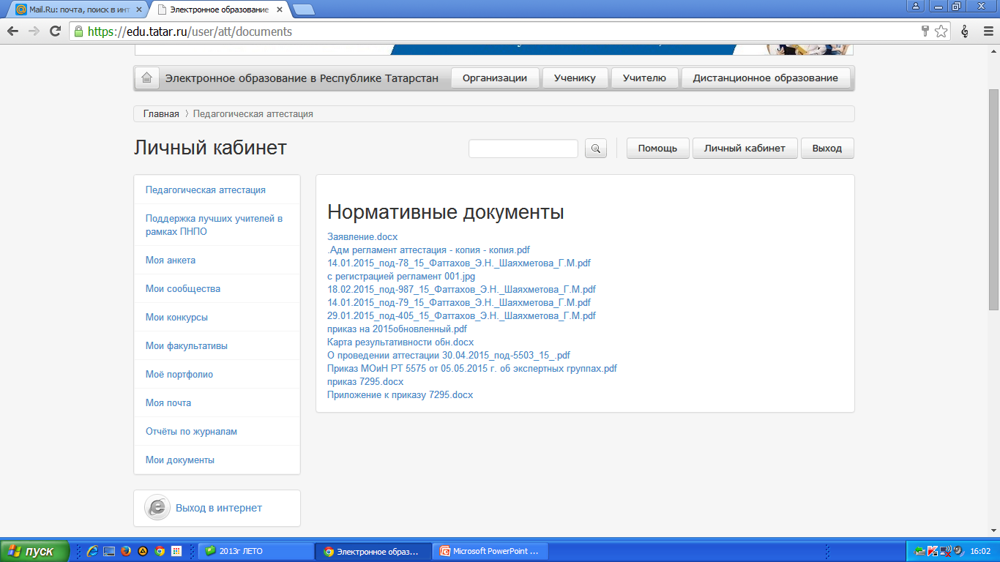 Mail.Ru: почта, поиск в инт
Электронное образование
https://edu.tatar.ru/user/att/documents
Электронное образование в Республике Татарстан
Организации
Ученику
Учителю
Дистанционное образование
Главная 〉Педагогическая аттестация
Личный кабинет
Помощь
Личный кабинет
Выход
Педагогическая аттестация
Поддержка лучших учителей в
рамках ПНПО
Моя анкета
Мои сообщества
Мои конкурсы
Мои факультативы
Моё портфолио
Моя почта
Отчёты по журналам
Мои документы
Выход в интернет
Нормативные документы
Заявление.docx
.Адм регламент аттестация - копия - копия.pdf
14.01.2015_под-78_15_Фаттахов_Э.Н._Шаяхметова_Г.М.pdf
с регистрацией регламент 001.jpg
18.02.2015_под-987_15_Фаттахов_Э.Н._Шаяхметова_Г.М.pdf
14.01.2015_под-79_15_Фаттахов_Э.Н._Шаяхметова_Г.М.pdf
29.01.2015_под-405_15_Фаттахов_Э.Н._Шаяхметова_Г.М.pdf
приказ на 2015обновленный.pdf
Карта результативности обн.docx
О проведении аттестации 30.04.2015_под-5503_15_.pdf
Приказ МОиН РТ 5575 от 05.05.2015 г. об экспертных группах.pdf
приказ 7295.docx
Приложение к приказу 7295.docx
пуск
2013г ЛЕТО
Электронное образ...
Microsoft PowerPoint ...
16:02